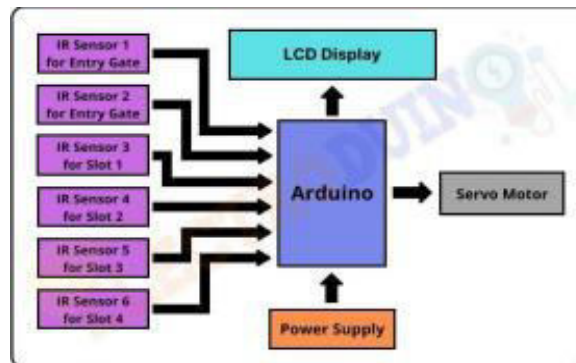 IR Sensor 1
for Entry Gate
IR Sensor 2
for Entry Gate
IR Sensor 3
for Slot 1
IR Sensor 4
for Slot 2
IR Sensor 5
for Slot 3
IR Sensor 6
for Slot 4
LCD Display
Arduino
Servo Motor
Power Supply